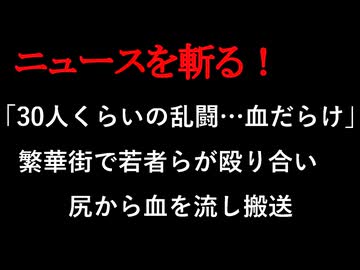 ニュースを斬る！
「30人くらいの乱闘…血だらけ」
繁華街で若者らが殴り合い
尻から血を流し搬送